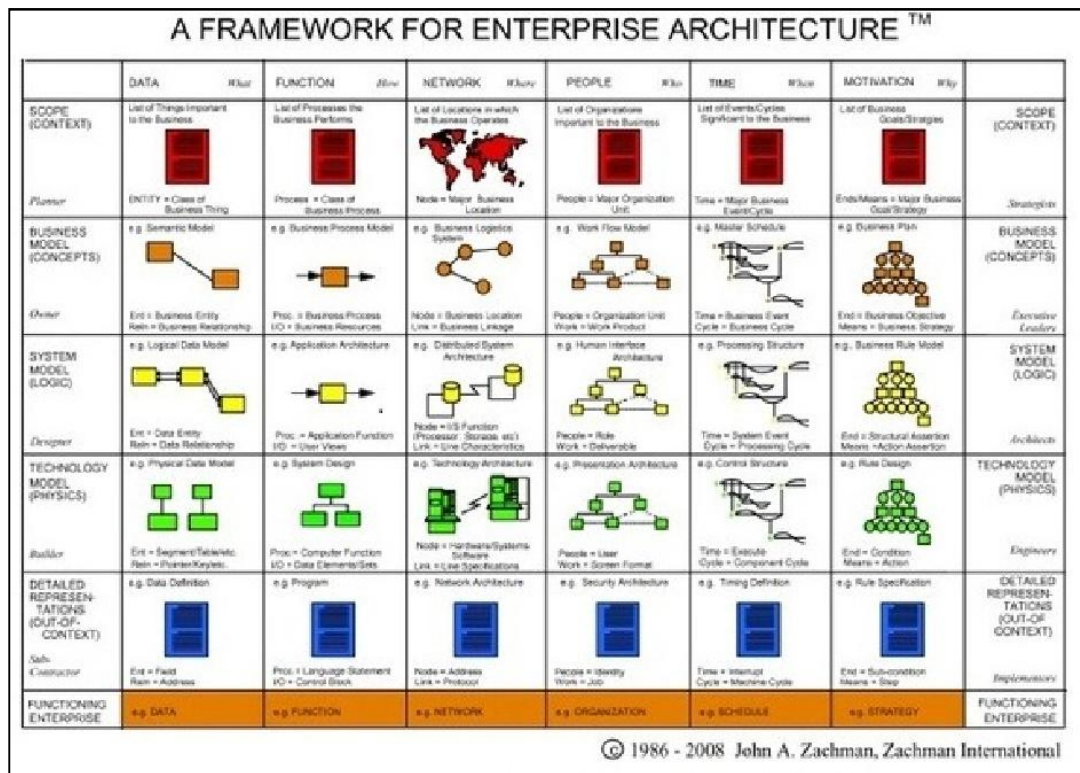 A FRAMEWORK FOR ENTERPRISE ARCHITECTURE ™
DATA What
FUNCTION How
NETWORK Where
PEOPLE Who
TIME When
MOTIVATION Why
SCOPE
(CONTEXT)
Planner
List of Things Important
to the Business
ENTITY = Class of
Business Thing
List of Processes the
Business Performs
Process = Class of
Business Process
List of Locations in which
the Business Operates
Node = Major Business
Location
List of Organizations
Important to the Business
People = Major Organization
Unit
List of Events/Cycles
Significant to the Business
Time = Major Business
Event/Cycle
List of Business
Goals/Stratgies
Ends/Means = Major Business
Goal/Strategy
SCOPE
(CONTEXT)
Strategists
BUSINESS
MODEL
(CONCEPTS)
Owner
e.g. Semantic Model
Ent = Business Entity
Reln = Business Relationship
e.g. Business Process Model
Proc. = Business Process
I/O = Business Resources
e.g. Business Logistics
System
Node = Business Location
Link = Business Linkage
e.g. Work Flow Model
People = Organization Unit
Work = Work Product
e.g. Master Schedule
Time = Business Event
Cycle = Business Cycle
e.g. Business Plan
End = Business Objective
Means = Business Strategy
BUSINESS
MODEL
(CONCEPTS)
Executive
Leaders
SYSTEM
MODEL
(LOGIC)
Designer
e.g. Logical Data Model
Ent = Data Entity
Reln = Data Relationship
e.g. Application Architecture
Proc. = Application Function
I/O = User Views
e.g. Distributed System
Architecture
Node = I/S Function
(Processor, Storage, etc)
Link = Line Characteristics
e.g. Human Interface
Architecture
People = Role
Work = Deliverable
e.g. Processing Structure
Time = System Event
Cycle = Processing Cycle
e.g. Business Rule Model
End = Structural Assertion
Means =Action Assertion
SYSTEM
MODEL
(LOGIC)
Architects
TECHNOLOGY
MODEL
(PHYSICS)
Builder
e.g. Physical Data Model
Ent = Segment/Table/etc.
Reln = Pointer/Key/etc.
e.g. System Design
Proc = Computer Function
I/O = Data Elements/Sets
e.g. Technology Architecture
Node = Hardware/Systems
Software
Link = Line Specifications
e.g. Presentation Architecture
People = User
Work = Screen Format
e.g. Control Structure
Time = Execute
Cycle = Component Cycle
e.g. Rule Design
End = Condition
Means = Action
TECHNOLOGY
MODEL
(PHYSICS)
Engineers
DETAILED
REPRESEN-
TATIONS
(OUT-OF-
CONTEXT)
Sub-
Contractor
e.g. Data Definition
Ent = Field
Reln = Address
e.g. Program
Proc. = Language Statement
I/O = Control Block
e.g. Network Architecture
Node = Address
Link = Protocol
e.g. Security Architecture
People = Identity
Work = Job
e.g. Timing Definition
Time = Interrupt
Cycle = Machine Cycle
e.g. Rule Specification
End = Sub-condition
Means = Step
DETAILED
REPRESEN-
TATIONS
(OUT-OF
CONTEXT)
Implementors
FUNCTIONING
ENTERPRISE
e.g. DATA
e.g. FUNCTION
e.g. NETWORK
e.g. ORGANIZATION
e.g. SCHEDULE
e.g. STRATEGY
FUNCTIONING
ENTERPRISE
© 1986 - 2008 John A. Zachman, Zachman International